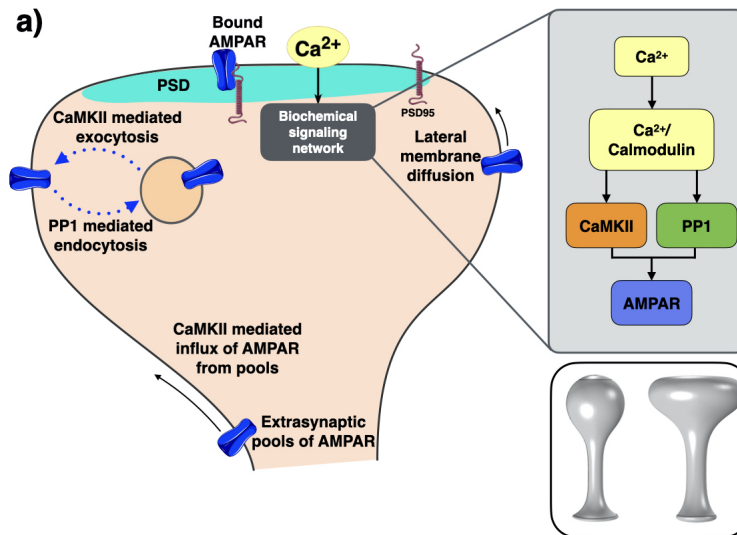 a)
Bound
AMPAR
Ca²⁺
PSD
PSD95
CaMKII mediated
exocytosis
Biochemical
signaling
network
Lateral
membrane
diffusion
PP1 mediated
endocytosis
CaMKII mediated
influx of AMPAR
from pools
Extrasynaptic
pools of AMPAR
Ca²⁺
Ca²⁺/
Calmodulin
CaMKII
PP1
AMPAR